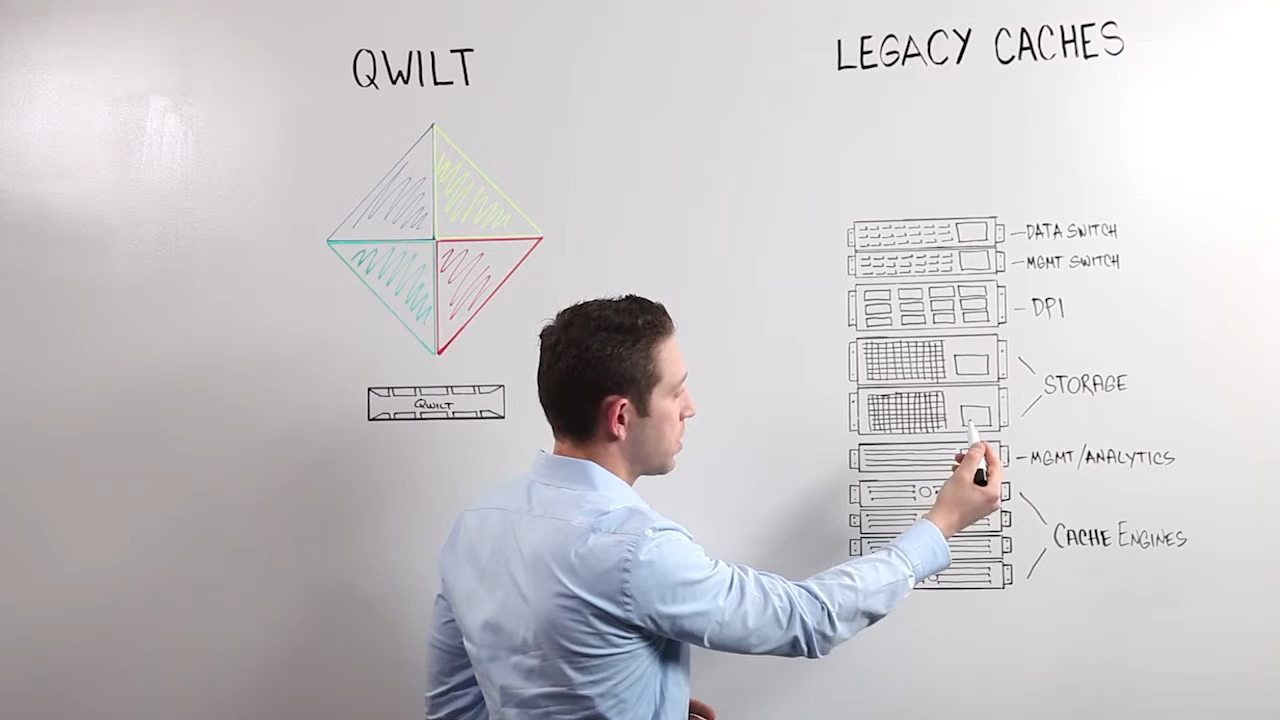 QWILT
LEGACY CACHES
DATA SWITCH
MGMT SWITCH
DPI
STORAGE
QWILT
MGMT/ANALYTICS
CACHE ENGINES